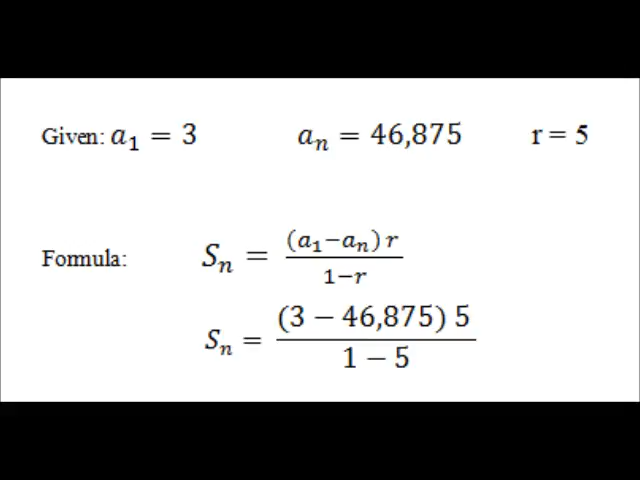 Given: a₁ = 3 aₙ = 46,875 r = 5
Formula: Sₙ = (a₁−aₙ) r / 1−r
Sₙ = (3 − 46,875) 5 / 1 − 5